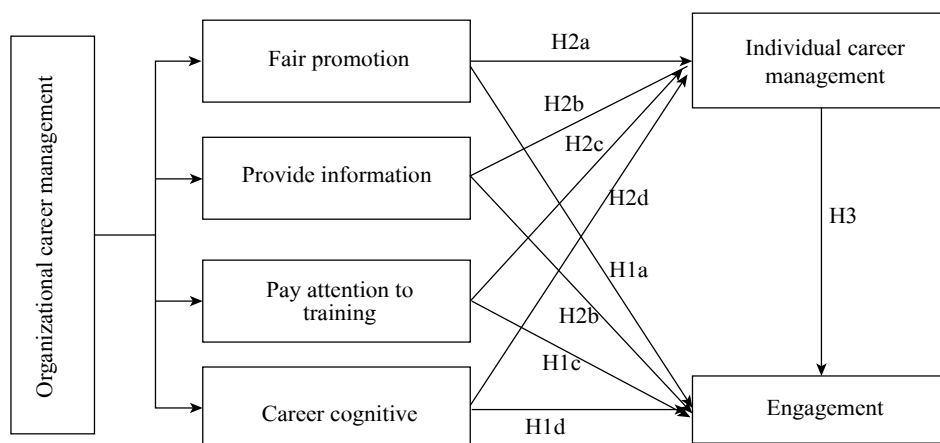 Organizational career management
Fair promotion
Provide information
Pay attention to
training
Career cognitive
H2a
H2b
H2c
H2d
H1a
H2b
H1c
H1d
Individual career
management
H3
Engagement